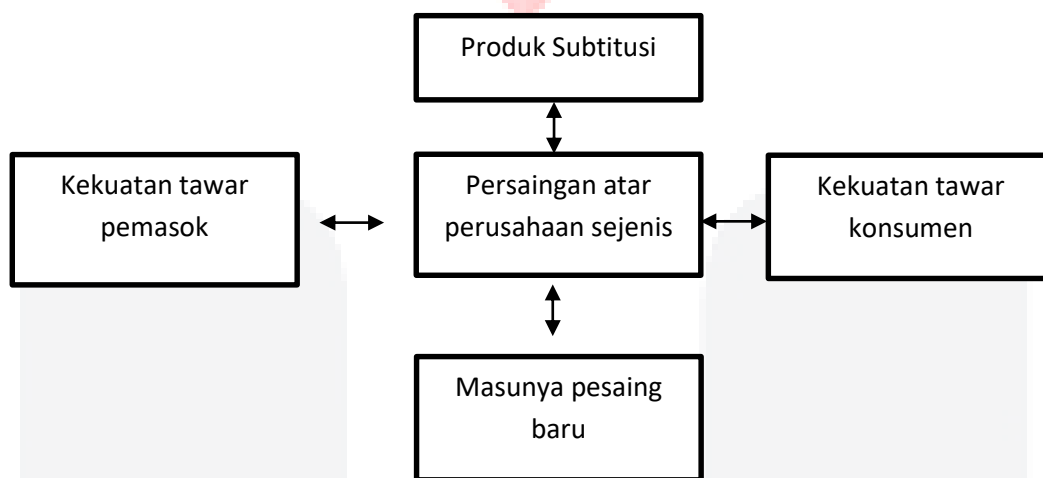 Produk Subtitusi
Kekuatan tawar
pemasok
Persaingan atar
perusahaan sejenis
Kekuatan tawar
konsumen
Masunya pesaing
baru